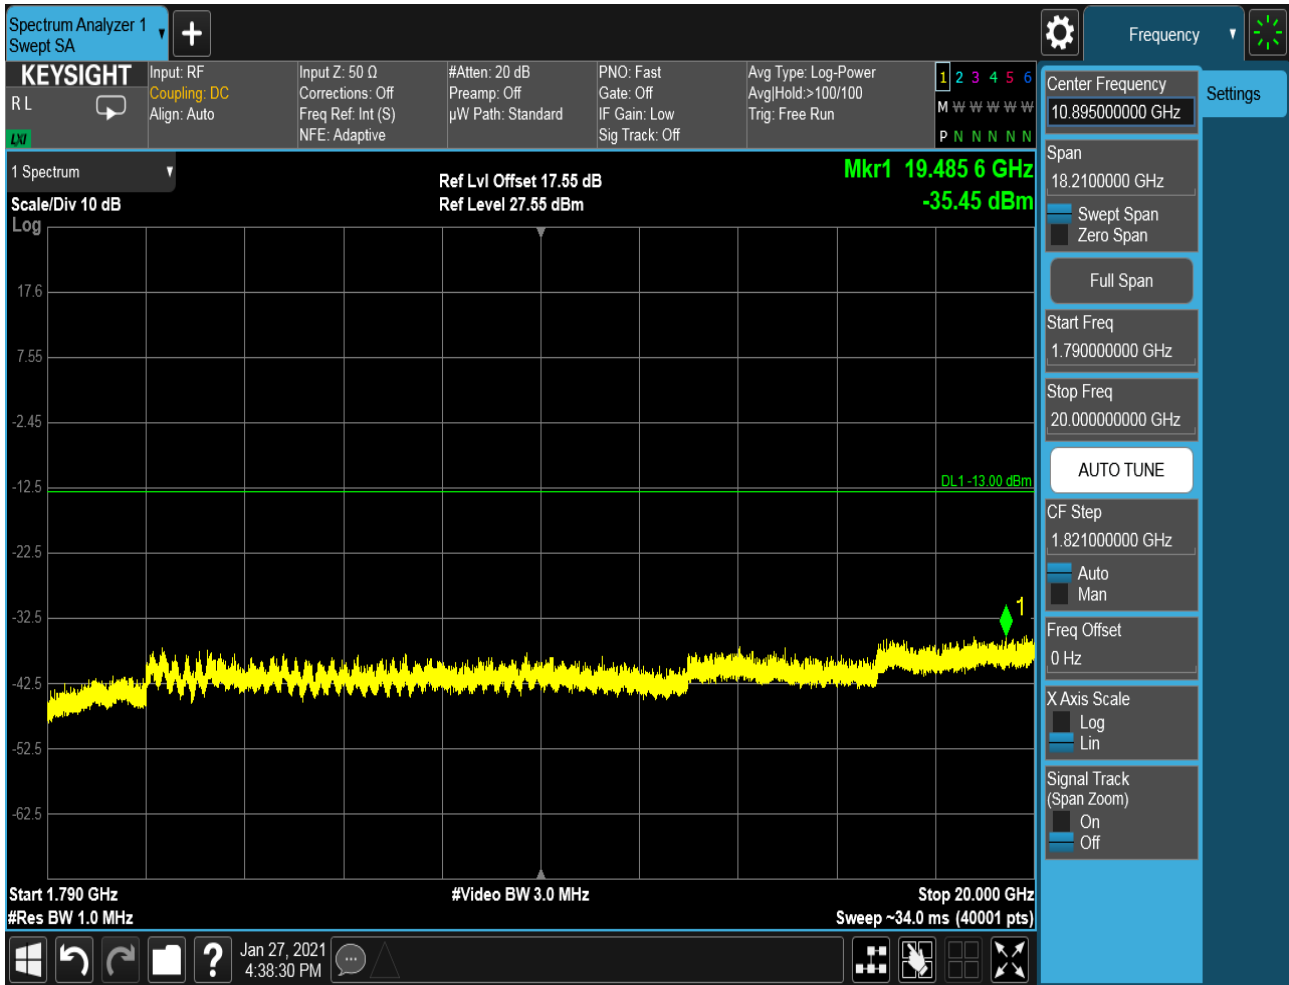 Spectrum Analyzer 1
Swept SA
Frequency
KEYSIGHT
R L
LXI
Input: RF
Coupling: DC
Align: Auto
Input Z: 50 Ω
Corrections: Off
Freq Ref: Int (S)
NFE: Adaptive
#Atten: 20 dB
Preamp: Off
µW Path: Standard
PNO: Fast
Gate: Off
IF Gain: Low
Sig Track: Off
Avg Type: Log-Power
Avg|Hold:>100/100
Trig: Free Run
1 2 3 4 5 6
M W W W W W
P N N N N N
1 Spectrum
Scale/Div 10 dB
Log
Ref Lvl Offset 17.55 dB
Ref Level 27.55 dBm
Mkr1 19.485 6 GHz
-35.45 dBm
17.6
7.55
-2.45
-12.5
-22.5
-32.5
-42.5
-52.5
-62.5
DL1 -13.00 dBm
1
Start 1.790 GHz
#Res BW 1.0 MHz
#Video BW 3.0 MHz
Stop 20.000 GHz
Sweep ~34.0 ms (40001 pts)
Jan 27, 2021
4:38:30 PM
Center Frequency
10.895000000 GHz
Settings
Span
18.2100000 GHz
Swept Span
Zero Span
Full Span
Start Freq
1.790000000 GHz
Stop Freq
20.000000000 GHz
AUTO TUNE
CF Step
1.821000000 GHz
Auto
Man
Freq Offset
0 Hz
X Axis Scale
Log
Lin
Signal Track
(Span Zoom)
On
Off